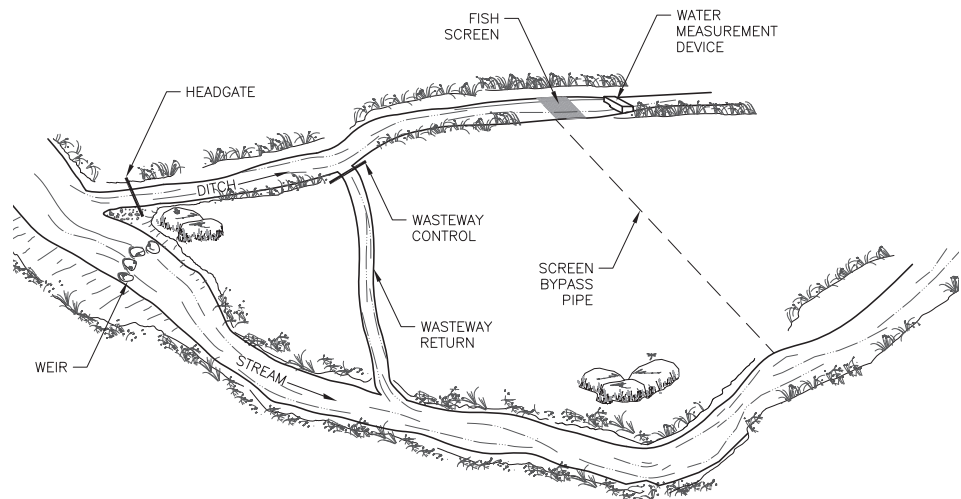 FISH
SCREEN
WATER
MEASUREMENT
DEVICE
HEADGATE
DITCH
WASTEWAY
CONTROL
SCREEN
BYPASS
PIPE
WASTEWAY
RETURN
WEIR
STREAM